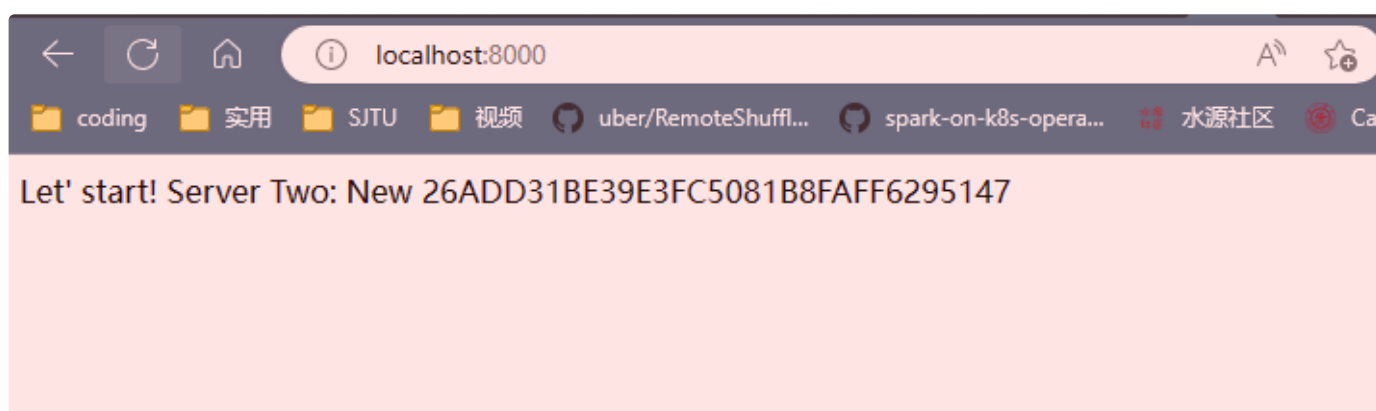 localhost:8000
coding 实用 SJTU 视频 uber/RemoteShuffl... spark-on-k8s-opera... 水源社区 Ca
Let' start! Server Two: New 26ADD31BE39E3FC5081B8FAFF6295147